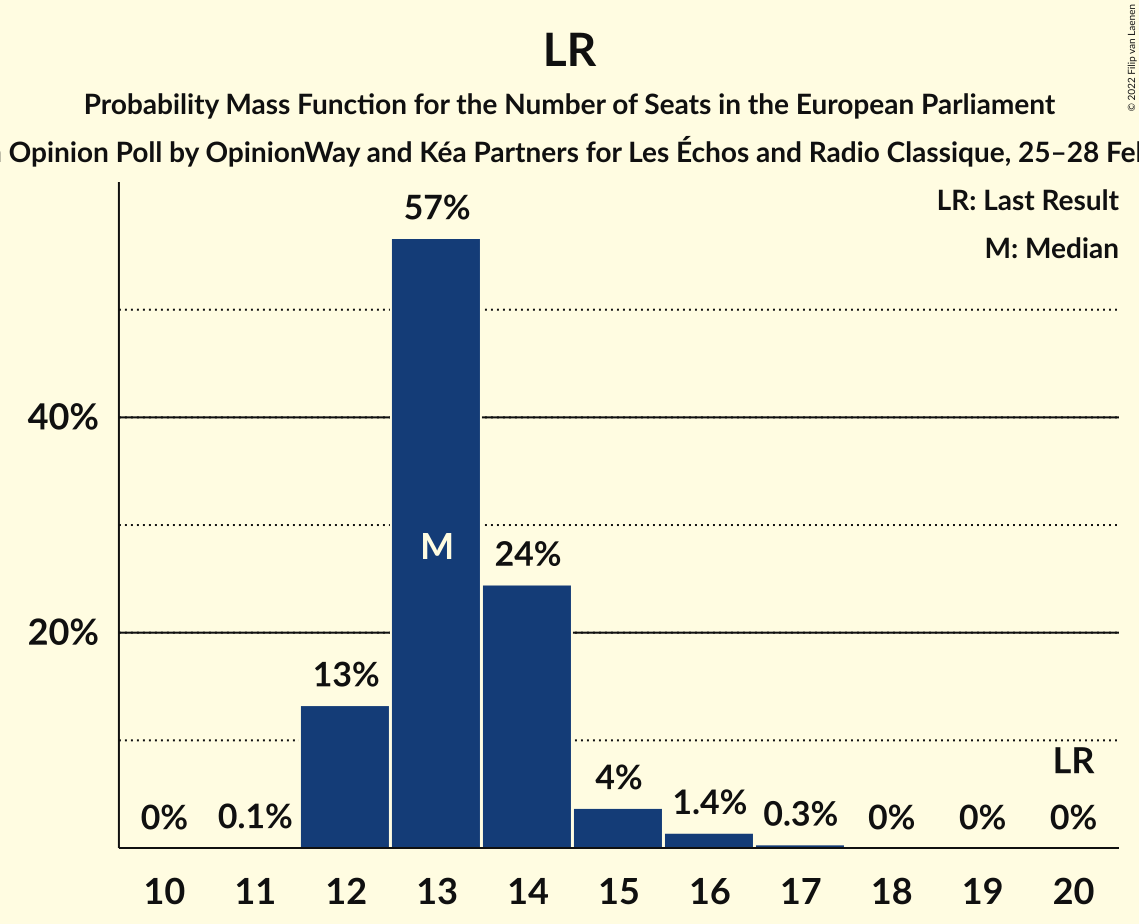 LR
Probability Mass Function for the Number of Seats in the European Parliament
Opinion Poll by OpinionWay and Kéa Partners for Les Échos and Radio Classique, 25–28
© 2022 Filip van Laenen
LR: Last Result
M: Median
57%
40%
M
24%
20%
13%
LR
4%
1.4%
0.3%
0%
0.1%
0%
0%
0%
10 11 12 13 14 15 16 17 18 19 20